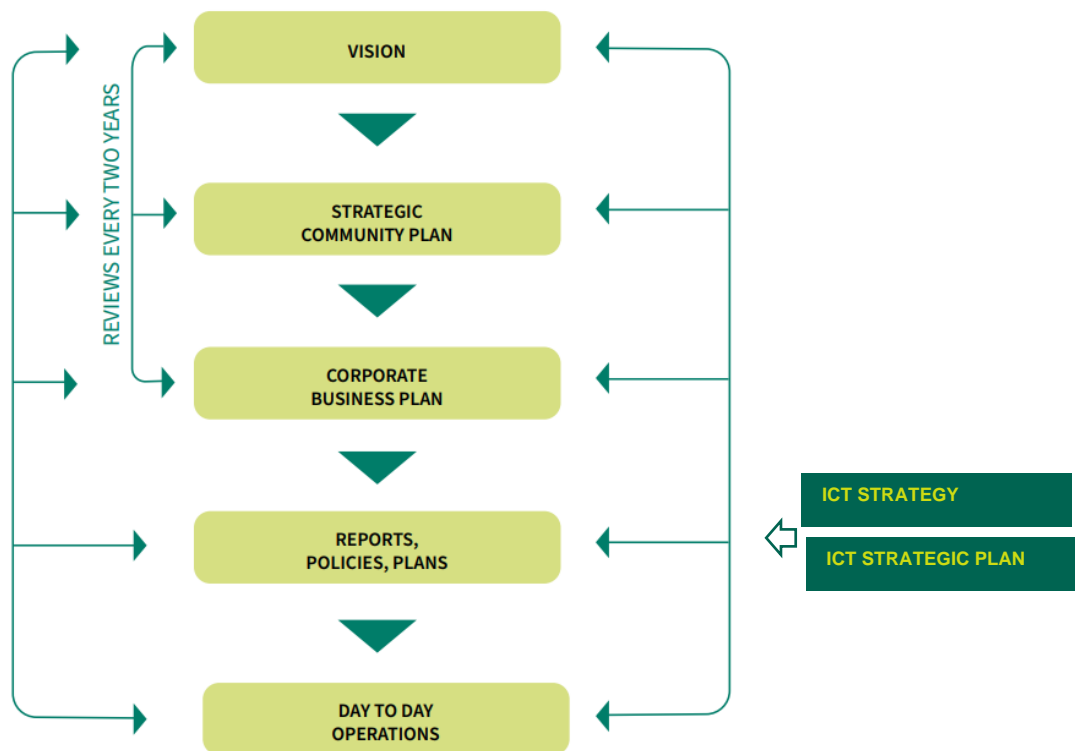 VISION
REVIEWS EVERY TWO YEARS
STRATEGIC
COMMUNITY PLAN
CORPORATE
BUSINESS PLAN
REPORTS,
POLICIES, PLANS
ICT STRATEGY
ICT STRATEGIC PLAN
DAY TO DAY
OPERATIONS